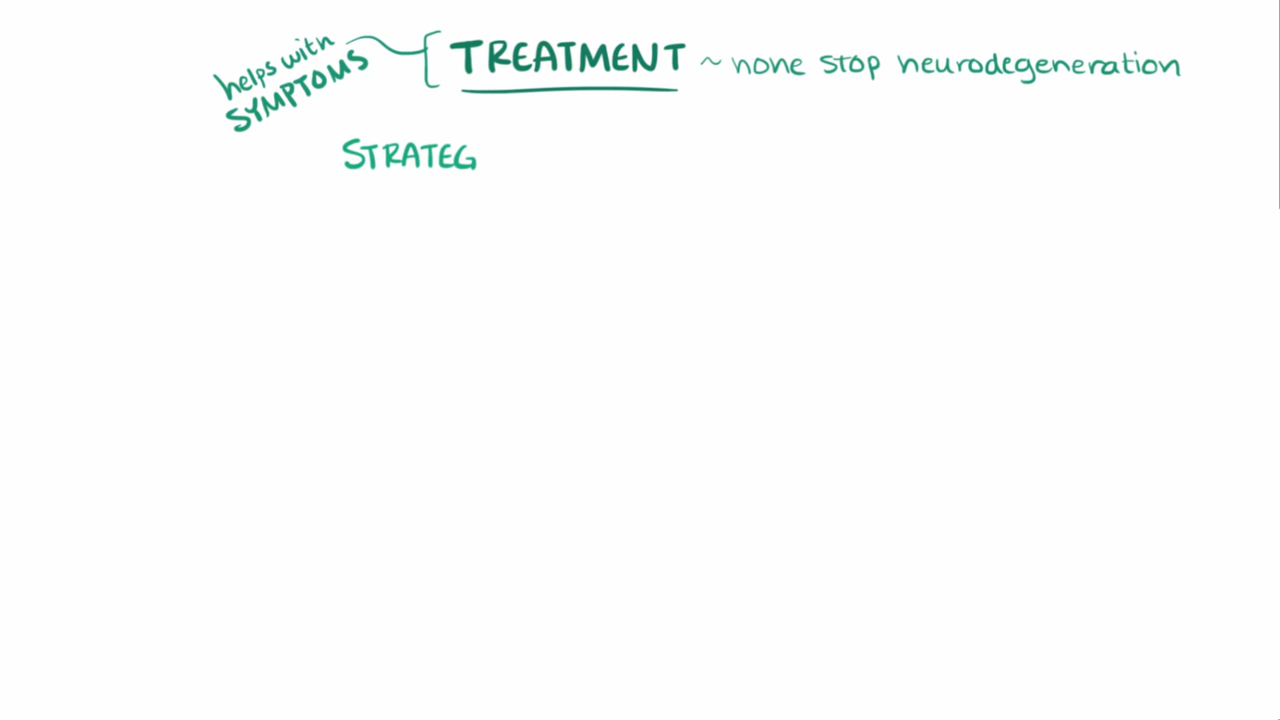 helps with
SYMPTOMS
TREATMENT ~ none stop neurodegeneration
STRATEG